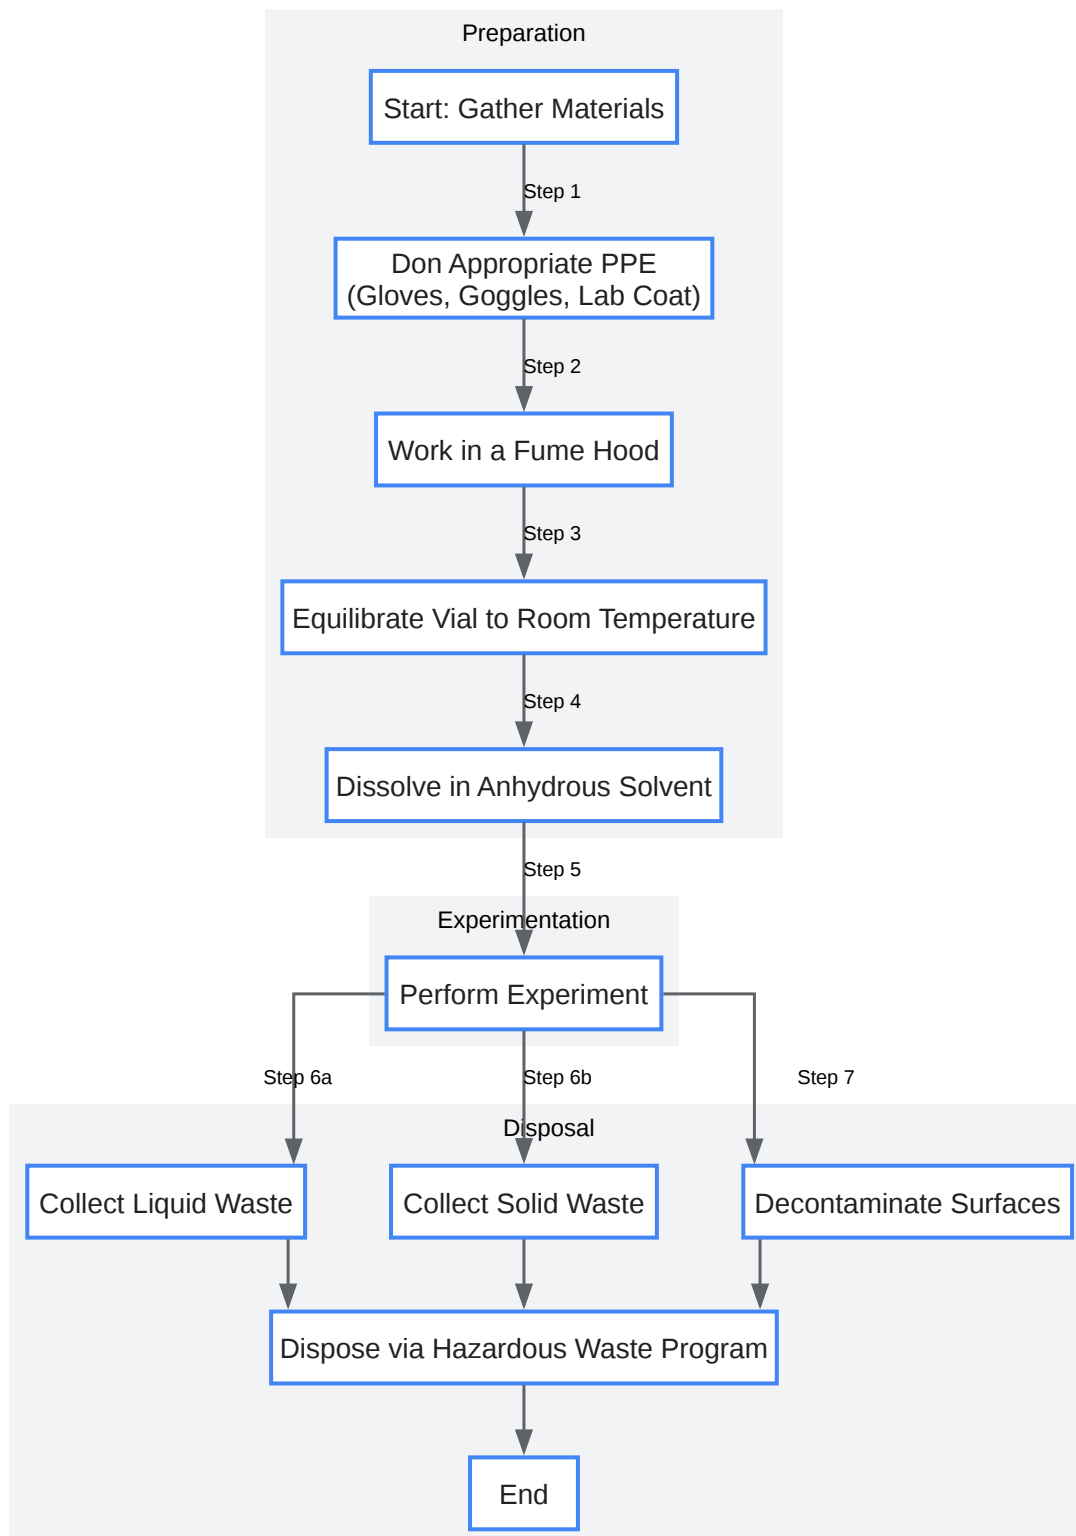 Preparation
Start: Gather Materials
Step 1
Don Appropriate PPE
(Gloves, Goggles, Lab Coat)
Step 2
Work in a Fume Hood
Step 3
Equilibrate Vial to Room Temperature
Step 4
Dissolve in Anhydrous Solvent
Step 5
Experimentation
Perform Experiment
Step 6a
Step 6b
Step 7
Disposal
Collect Liquid Waste
Collect Solid Waste
Decontaminate Surfaces
Dispose via Hazardous Waste Program
End